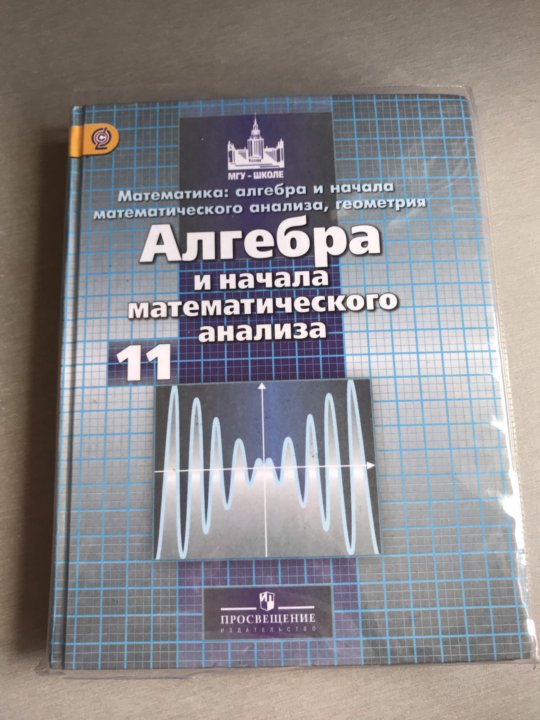 МГУ - ШКОЛЕ
Математика: алгебра и начала
математического анализа, геометрия
Алгебра
и начала
математического
анализа
11
ПРОСВЕЩЕНИЕ
ИЗДАТЕЛЬСТВО